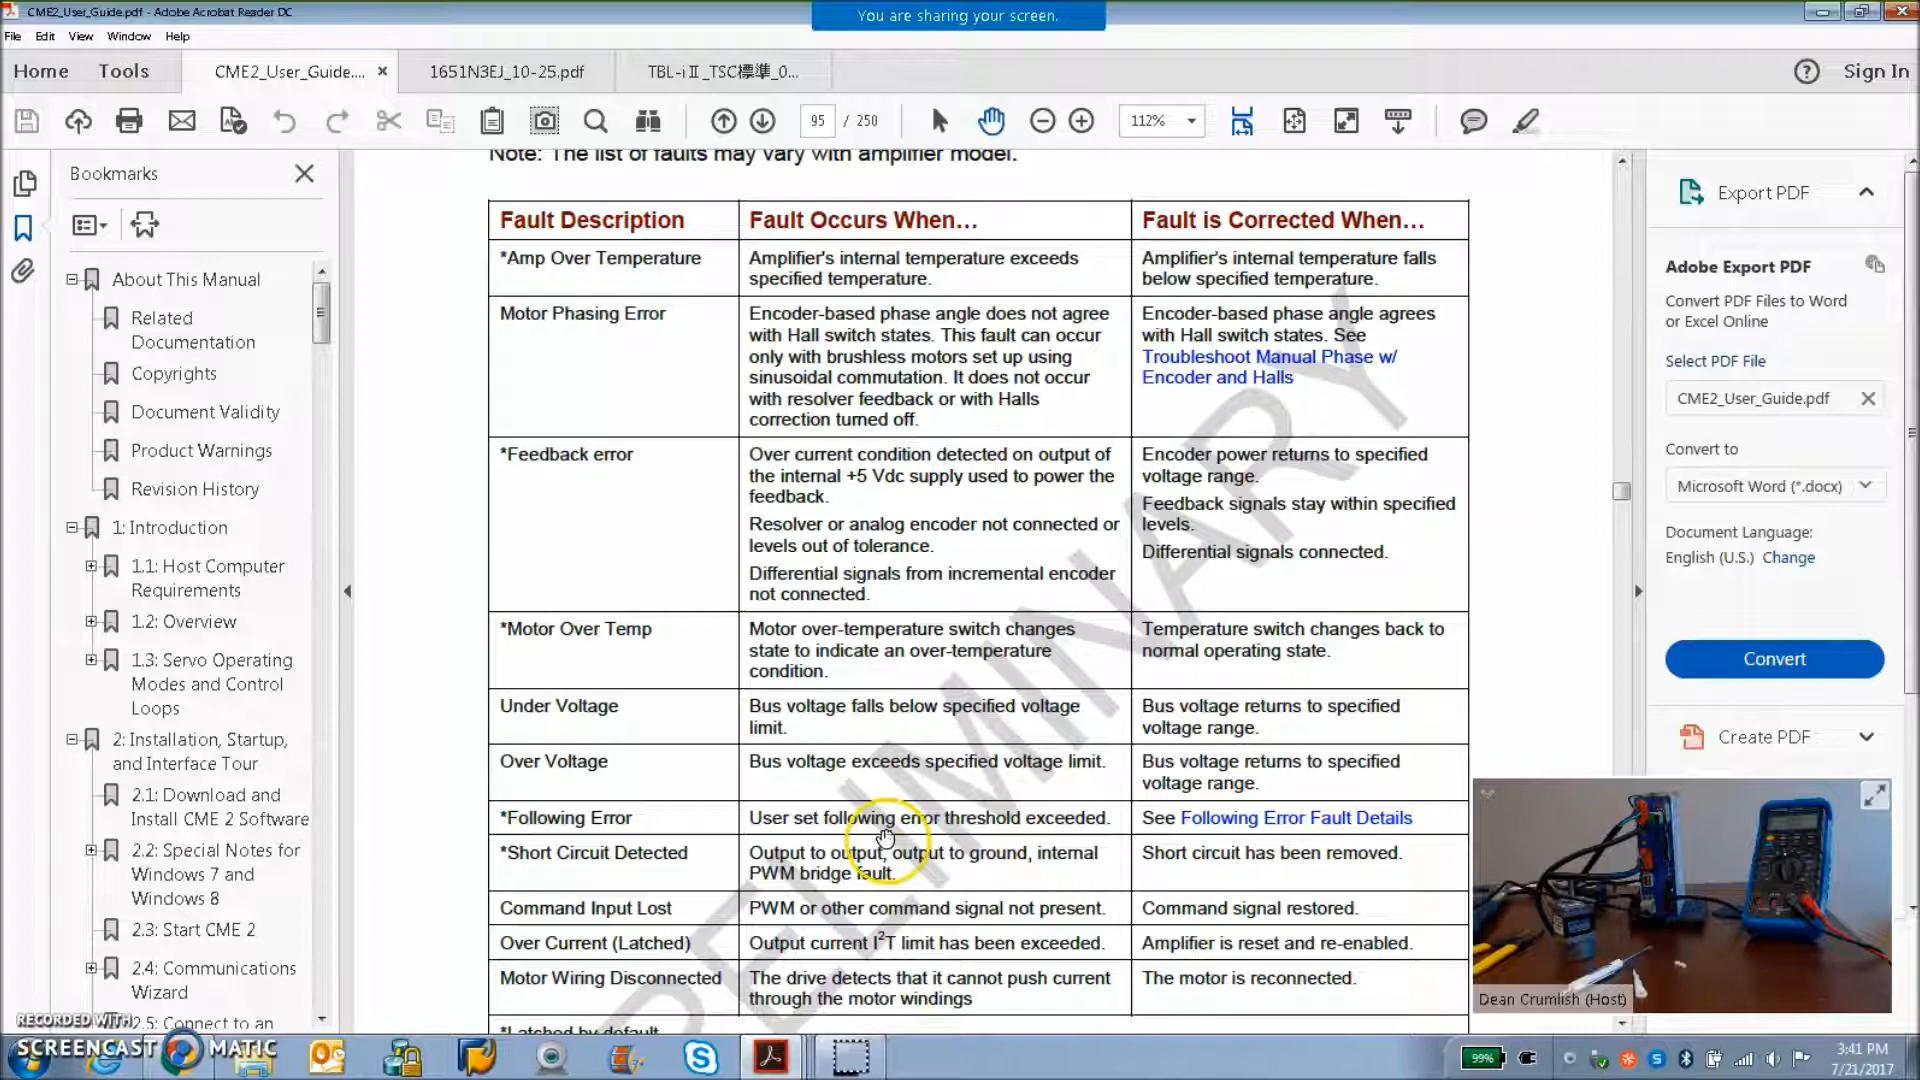 CME2_User_Guide.pdf - Adobe Acrobat Reader DC
You are sharing your screen.
File Edit View Window Help
Home Tools CME2_User_Guide.... 1651N3EJ_10-25.pdf TBL-iⅡ_TSC標準_0... Sign In
95 / 250 112%
Bookmarks
About This Manual
Related
Documentation
Copyrights
Document Validity
Product Warnings
Revision History
1: Introduction
1.1: Host Computer
Requirements
1.2: Overview
1.3: Servo Operating
Modes and Control
Loops
2: Installation, Startup,
and Interface Tour
2.1: Download and
Install CME 2 Software
2.2: Special Notes for
Windows 7 and
Windows 8
2.3: Start CME 2
2.4: Communications
Wizard
2.5: Connect to an
Note: The list of faults may vary with amplifier model.
Fault Description Fault Occurs When... Fault is Corrected When...
*Amp Over Temperature Amplifier's internal temperature exceeds Amplifier's internal temperature falls
specified temperature. below specified temperature.
Motor Phasing Error Encoder-based phase angle does not agree Encoder-based phase angle agrees
with Hall switch states. This fault can occur with Hall switch states. See
only with brushless motors set up using Troubleshoot Manual Phase w/
sinusoidal commutation. It does not occur Encoder and Halls
with resolver feedback or with Halls
correction turned off.
*Feedback error Over current condition detected on output of Encoder power returns to specified
the internal +5 Vdc supply used to power the voltage range.
feedback. Feedback signals stay within specified
Resolver or analog encoder not connected or levels.
levels out of tolerance. Differential signals connected.
Differential signals from incremental encoder
not connected.
*Motor Over Temp Motor over-temperature switch changes Temperature switch changes back to
state to indicate an over-temperature normal operating state.
condition.
Under Voltage Bus voltage falls below specified voltage Bus voltage returns to specified
limit. voltage range.
Over Voltage Bus voltage exceeds specified voltage limit. Bus voltage returns to specified
voltage range.
*Following Error User set following error threshold exceeded. See Following Error Fault Details
*Short Circuit Detected Output to output, output to ground, internal Short circuit has been removed.
PWM bridge fault.
Command Input Lost PWM or other command signal not present. Command signal restored.
Over Current (Latched) Output current I²T limit has been exceeded. Amplifier is reset and re-enabled.
Motor Wiring Disconnected The drive detects that it cannot push current The motor is reconnected.
through the motor windings
*Latched by default
PRELIMINARY
Export PDF
Adobe Export PDF
Convert PDF Files to Word
or Excel Online
Select PDF File
CME2_User_Guide.pdf
Convert to
Microsoft Word (*.docx)
Document Language:
English (U.S.) Change
Convert
Create PDF
Dean Crumlish (Host)
RECORDED WITH
SCREENCAST MATIC
99%
3:41 PM
7/21/2017